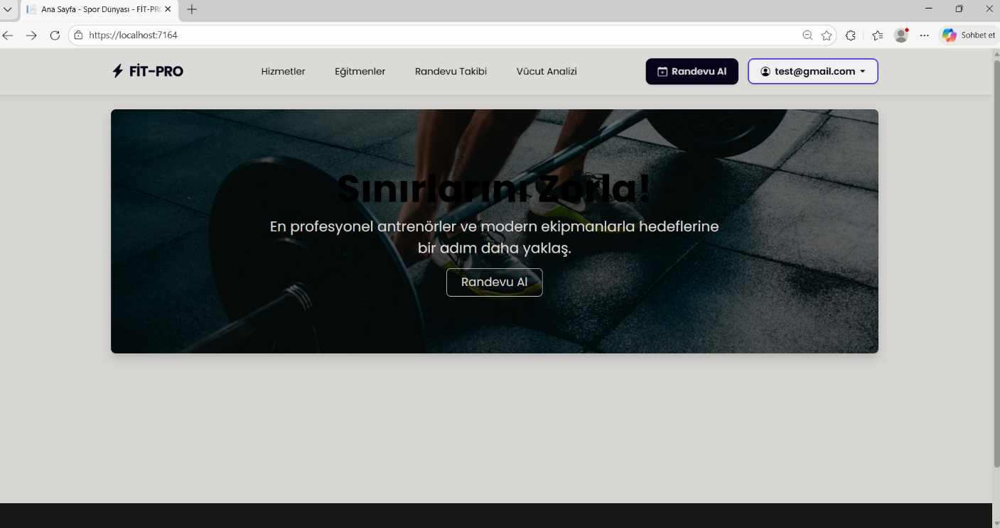 Ana Sayfa - Spor Dünyası - FİT-PR
https://localhost:7164
Sohbet et
FİT-PRO
Hizmetler
Eğitmenler
Randevu Takibi
Vücut Analizi
Randevu Al
test@gmail.com
Sınırlarını Zorla!
En profesyonel antrenörler ve modern ekipmanlarla hedeflerine
bir adım daha yaklaş.
Randevu Al